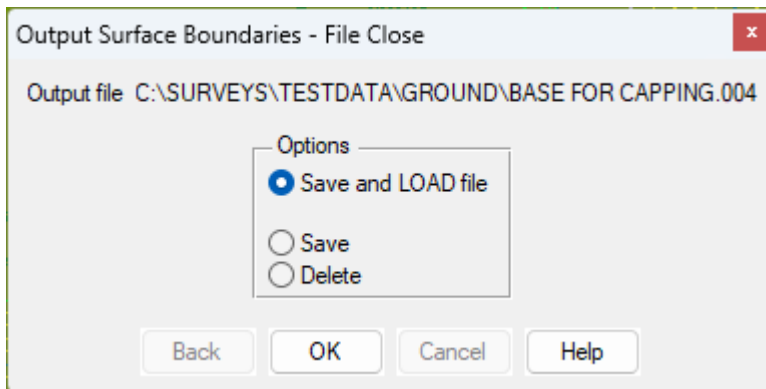 Output Surface Boundaries - File Close
x
Output file C:\SURVEYS\TESTDATA\GROUND\BASE FOR CAPPING.004
Options
Save and LOAD file
Save
Delete
Back OK Cancel Help